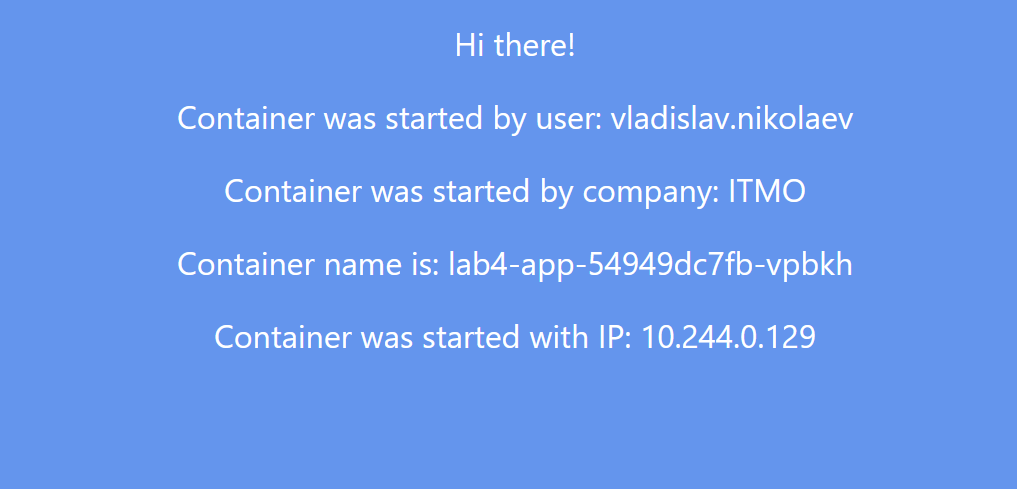 Hi there!
Container was started by user: vladislav.nikolaev
Container was started by company: ITMO
Container name is: lab4-app-54949dc7fb-vpbkh
Container was started with IP: 10.244.0.129